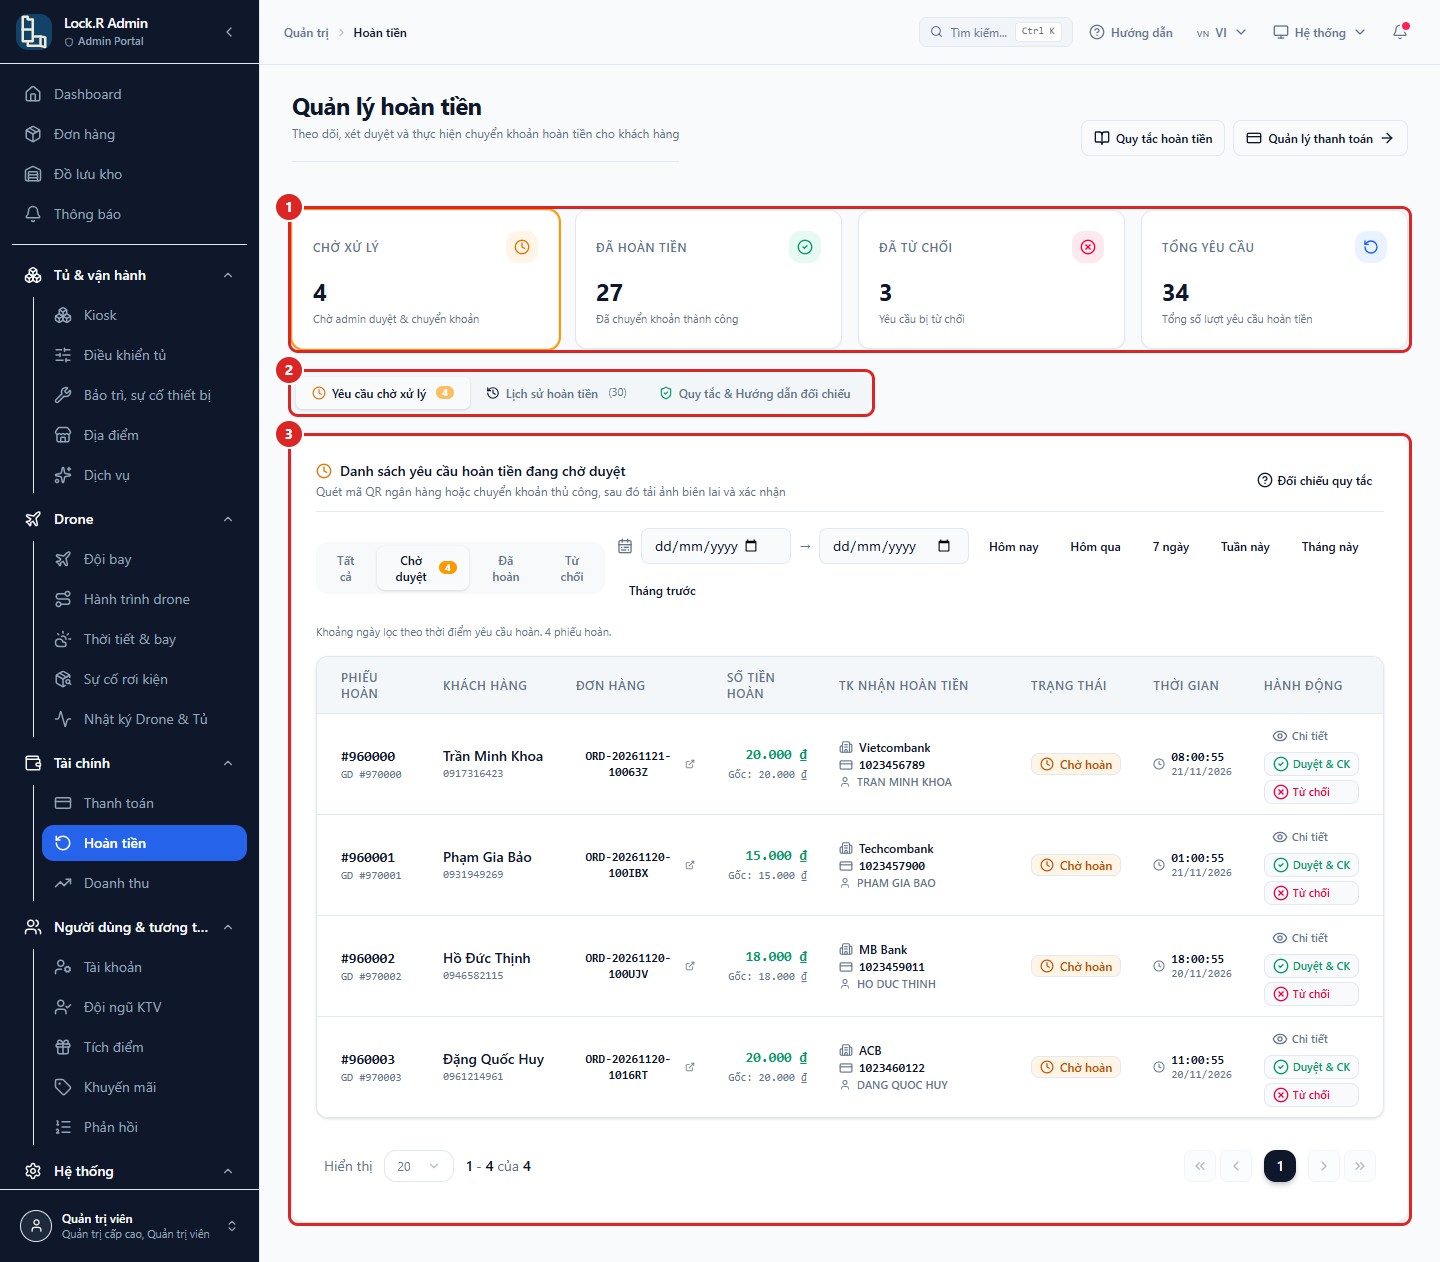 Lock.R Admin
Admin Portal
Dashboard
Đơn hàng
Đồ lưu kho
Thông báo
Tủ & vận hành
Kiosk
Điều khiển tủ
Bảo trì, sự cố thiết bị
Địa điểm
Dịch vụ
Drone
Đội bay
Hành trình drone
Thời tiết & bay
Sự cố rơi kiện
Nhật ký Drone & Tủ
Tài chính
Thanh toán
Hoàn tiền
Doanh thu
Người dùng & tương t...
Tài khoản
Đội ngũ KTV
Tích điểm
Khuyến mãi
Phản hồi
Hệ thống
Quản trị viên
Quản trị cấp cao, Quản trị viên
Quản trị > Hoàn tiền
Tìm kiếm... Ctrl K
Hướng dẫn
VN VI
Hệ thống
Quản lý hoàn tiền
Theo dõi, xét duyệt và thực hiện chuyển khoản hoàn tiền cho khách hàng
Quy tắc hoàn tiền
Quản lý thanh toán →
1
CHỜ XỬ LÝ
4
Chờ admin duyệt & chuyển khoản
ĐÃ HOÀN TIỀN
27
Đã chuyển khoản thành công
ĐÃ TỪ CHỐI
3
Yêu cầu bị từ chối
TỔNG YÊU CẦU
34
Tổng số lượt yêu cầu hoàn tiền
2
Yêu cầu chờ xử lý 4
Lịch sử hoàn tiền (30)
Quy tắc & Hướng dẫn đối chiếu
3
Danh sách yêu cầu hoàn tiền đang chờ duyệt
Quét mã QR ngân hàng hoặc chuyển khoản thủ công, sau đó tải ảnh biên lai và xác nhận
Đối chiếu quy tắc
Tất cả
Chờ duyệt 4
Đã hoàn
Từ chối
dd/mm/yyyy → dd/mm/yyyy
Hôm nay
Hôm qua
7 ngày
Tuần này
Tháng này
Tháng trước
Khoảng ngày lọc theo thời điểm yêu cầu hoàn. 4 phiếu hoàn.
PHIẾU HOÀN
KHÁCH HÀNG
ĐƠN HÀNG
SỐ TIỀN HOÀN
TK NHẬN HOÀN TIỀN
TRẠNG THÁI
THỜI GIAN
HÀNH ĐỘNG
#960000
GD #970000
Trần Minh Khoa
0917316423
ORD-20261121-
10063Z
20.000 ₫
Gốc: 20.000 ₫
Vietcombank
1023456789
TRAN MINH KHOA
Chờ hoàn
08:00:55
21/11/2026
Chi tiết
Duyệt & CK
Từ chối
#960001
GD #970001
Phạm Gia Bảo
0931949269
ORD-20261120-
100IBX
15.000 ₫
Gốc: 15.000 ₫
Techcombank
1023457900
PHAM GIA BAO
Chờ hoàn
01:00:55
21/11/2026
Chi tiết
Duyệt & CK
Từ chối
#960002
GD #970002
Hồ Đức Thịnh
0946582115
ORD-20261120-
100UJV
18.000 ₫
Gốc: 18.000 ₫
MB Bank
1023459011
HO DUC THINH
Chờ hoàn
18:00:55
20/11/2026
Chi tiết
Duyệt & CK
Từ chối
#960003
GD #970003
Đặng Quốc Huy
0961214961
ORD-20261120-
1016RT
20.000 ₫
Gốc: 20.000 ₫
ACB
1023460122
DANG QUOC HUY
Chờ hoàn
11:00:55
20/11/2026
Chi tiết
Duyệt & CK
Từ chối
Hiển thị 20 1 - 4 của 4
« ‹ 1 › »